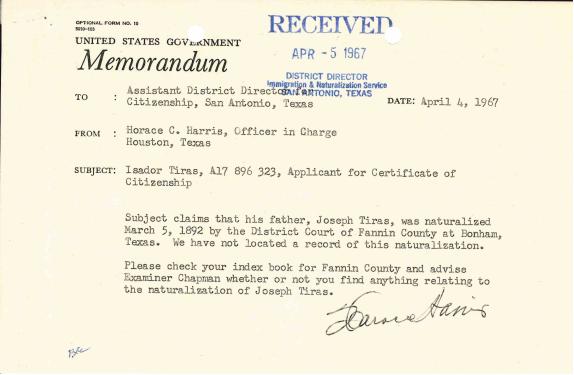 OPTIONAL FORM NO. 10
5010-103
UNITED STATES GOVERNMENT
Memorandum
RECEIVED
APR - 5 1967
DISTRICT DIRECTOR
Immigration & Naturalization Service
SAN ANTONIO, TEXAS
TO : Assistant District Director for
Citizenship, San Antonio, Texas
DATE: April 4, 1967
FROM : Horace C. Harris, Officer in Charge
Houston, Texas
SUBJECT: Isador Tiras, A17 896 323, Applicant for Certificate of
Citizenship
Subject claims that his father, Joseph Tiras, was naturalized
March 5, 1892 by the District Court of Fannin County at Bonham,
Texas. We have not located a record of this naturalization.
Please check your index book for Fannin County and advise
Examiner Chapman whether or not you find anything relating to
the naturalization of Joseph Tiras.
Horace Harris